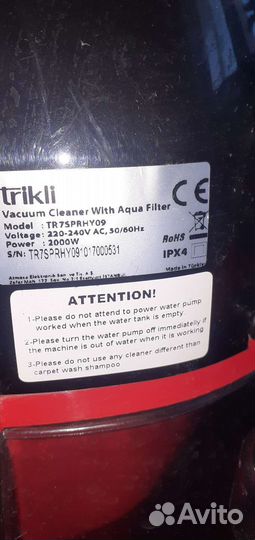 trikli
Vacuum Cleaner With Aqua Filter
Model : TR7SPRHY09
Voltage : 220-240V AC, 50/60Hz
Power : 2000W
S/N: TR7SPRHY091017000531
CE
RoHS
IPX4
Made in Türkiye
ATTENTION!
1-Please do not attend to power water pump
worked when the water tank is empty.
2-Please turn the water pump off immediatelly if
the machine is out of water when it is working.
3-Please do not use any cleaner different than
carpet wash shampoo
Avito